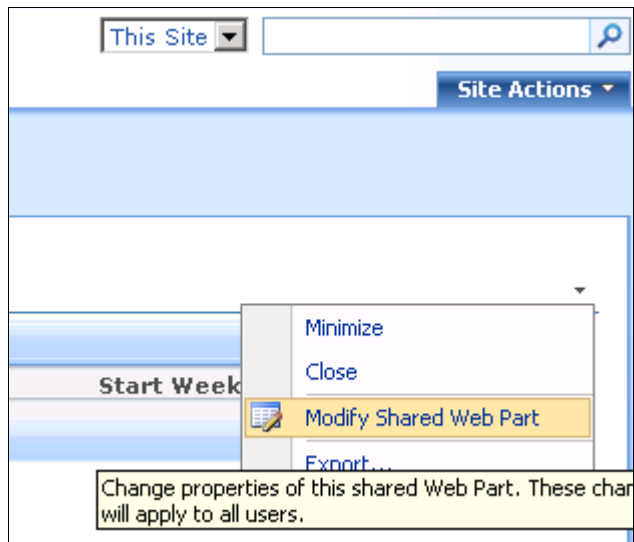 This Site
Site Actions
Minimize
Close
Start Week
Modify Shared Web Part
Export...
Change properties of this shared Web Part. These
will apply to all users.